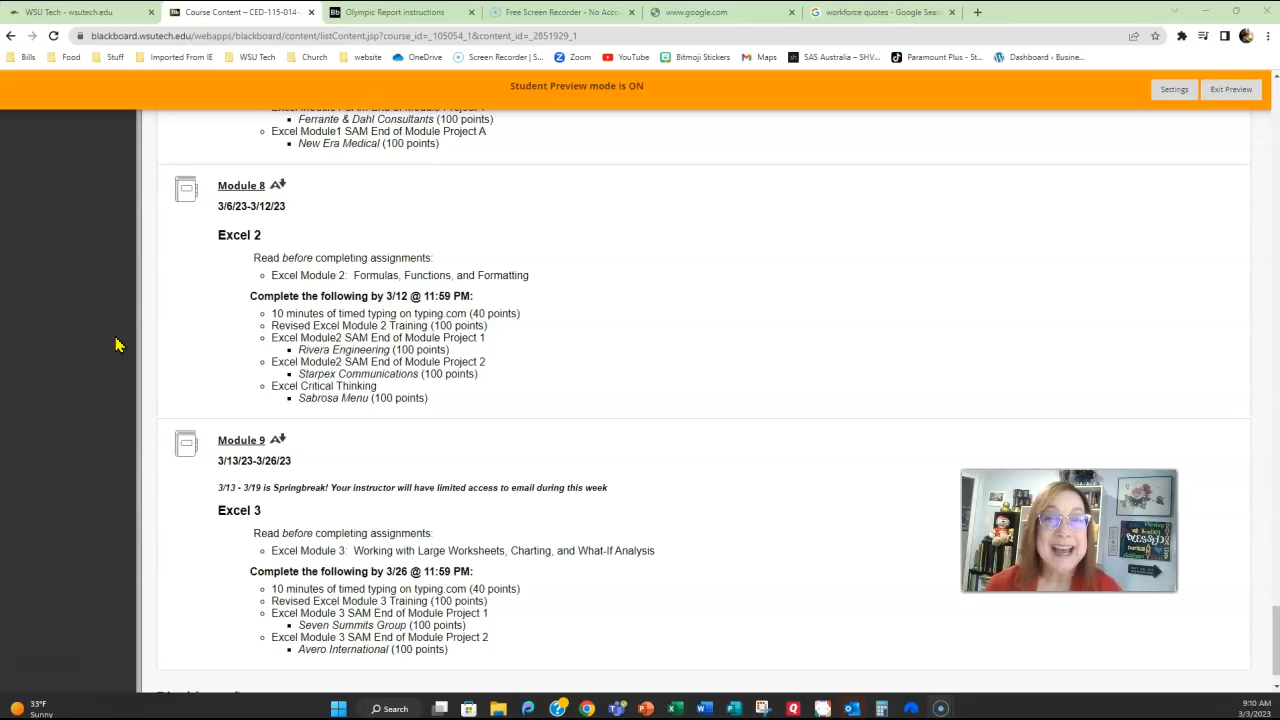 WSU Tech - wsutech.edu
Course Content – CED-115-014-
Olympic Report instructions
Free Screen Recorder - No Acco
www.google.com
workforce quotes - Google Sear
blackboard.wsutech.edu/webapps/blackboard/content/listContent.jsp?course_id=_105054_1&content_id=_2851929_1
Bills Food Stuff Imported From IE WSU Tech Church website OneDrive Screen Recorder | S... Zoom YouTube Bitmoji Stickers Maps SAS Australia – SHV... Paramount Plus - St... Dashboard ‹ Busine...
Student Preview mode is ON
Settings
Exit Preview
Ferrante & Dahl Consultants (100 points)
Excel Module1 SAM End of Module Project A
New Era Medical (100 points)
Module 8
3/6/23-3/12/23
Excel 2
Read before completing assignments:
Excel Module 2: Formulas, Functions, and Formatting
Complete the following by 3/12 @ 11:59 PM:
10 minutes of timed typing on typing.com (40 points)
Revised Excel Module 2 Training (100 points)
Excel Module2 SAM End of Module Project 1
Rivera Engineering (100 points)
Excel Module2 SAM End of Module Project 2
Starpex Communications (100 points)
Excel Critical Thinking
Sabrosa Menu (100 points)
Module 9
3/13/23-3/26/23
3/13 - 3/19 is Springbreak! Your instructor will have limited access to email during this week
Excel 3
Read before completing assignments:
Excel Module 3: Working with Large Worksheets, Charting, and What-If Analysis
Complete the following by 3/26 @ 11:59 PM:
10 minutes of timed typing on typing.com (40 points)
Revised Excel Module 3 Training (100 points)
Excel Module 3 SAM End of Module Project 1
Seven Summits Group (100 points)
Excel Module 3 SAM End of Module Project 2
Avero International (100 points)
BLESSED
33°F
Sunny
Search
9:10 AM
3/3/2023